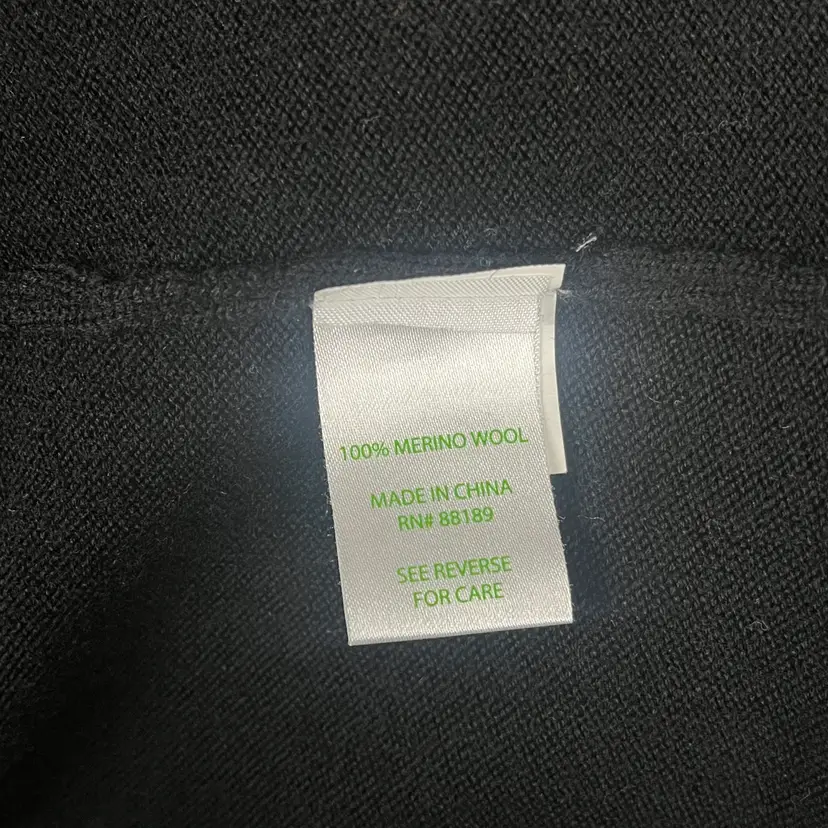 100% MERINO WOOL
MADE IN CHINA
RN# 88189
SEE REVERSE
FOR CARE